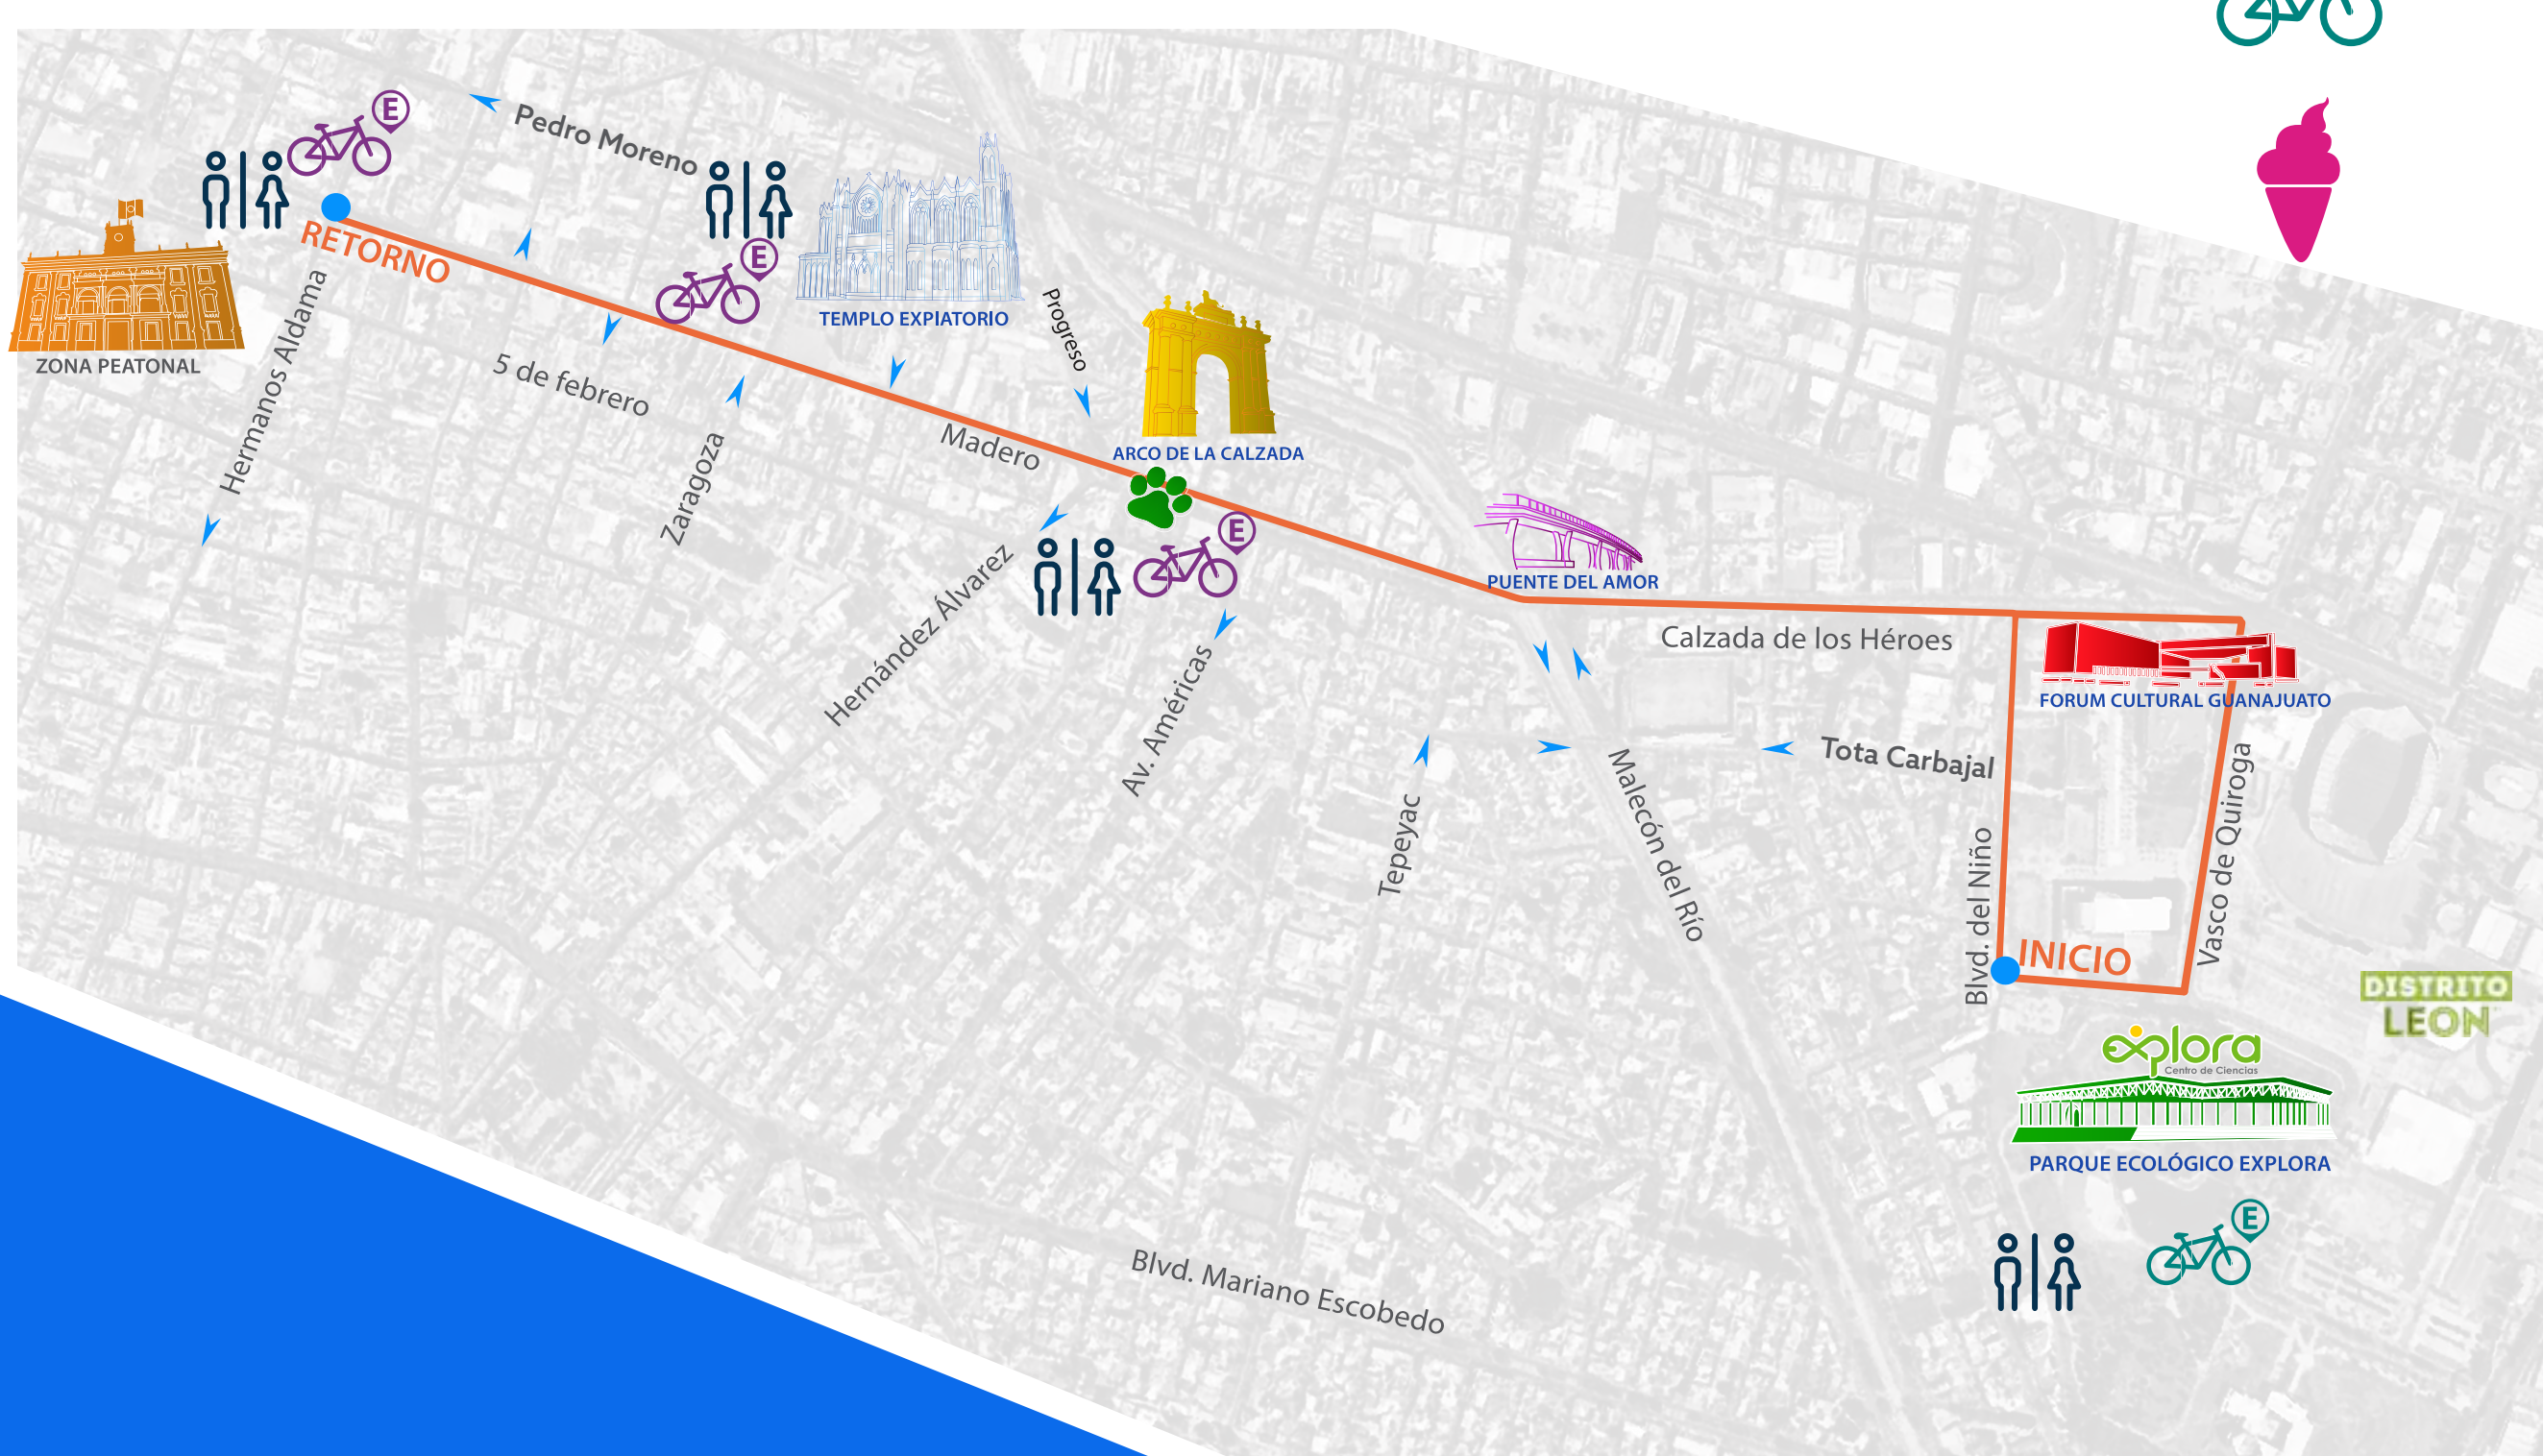 E
Pedro Moreno
RETORNO
ZONA PEATONAL
Hermanos Aldama
5 de febrero
E
TEMPLO EXPIATORIO
Progreso
Zaragoza
Madero
ARCO DE LA CALZADA
E
Hernández Álvarez
Av. Américas
PUENTE DEL AMOR
Calzada de los Héroes
FORUM CULTURAL GUANAJUATO
Tota Carbajal
Tepeyac
Malecón del Río
Blvd. del Niño
Vasco de Quiroga
INICIO
DISTRITO
LEON
explora
Centro de Ciencias
PARQUE ECOLÓGICO EXPLORA
E
Blvd. Mariano Escobedo